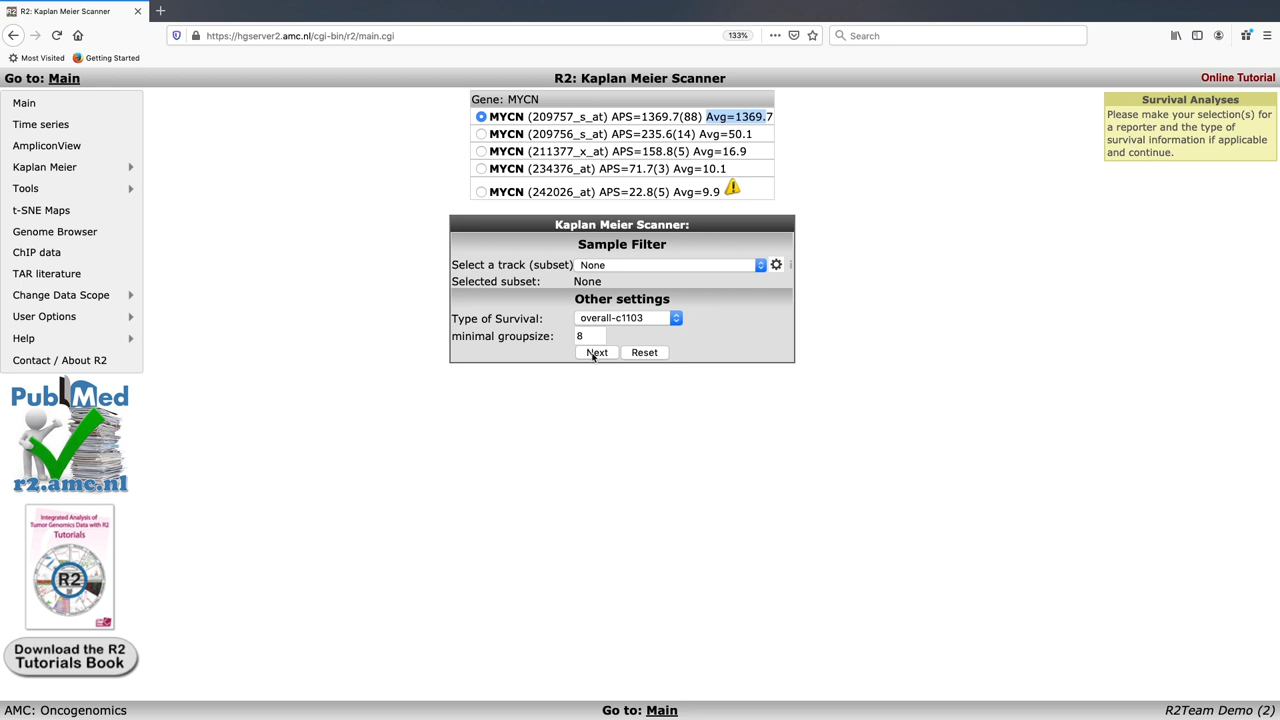 R2: Kaplan Meier Scanner
https://hgserver2.amc.nl/cgi-bin/r2/main.cgi
133%
Search
Most Visited
Getting Started
Go to: Main
R2: Kaplan Meier Scanner
Online Tutorial
Main
Time series
AmpliconView
Kaplan Meier
Tools
t-SNE Maps
Genome Browser
ChIP data
TAR literature
Change Data Scope
User Options
Help
Contact / About R2
PubMed
r2.amc.nl
Integrated Analysis of
Tumor Genomics Data with R2
Tutorials
R2
Download the R2
Tutorials Book
Gene: MYCN
MYCN (209757_s_at) APS=1369.7(88) Avg=1369.7
MYCN (209756_s_at) APS=235.6(14) Avg=50.1
MYCN (211377_x_at) APS=158.8(5) Avg=16.9
MYCN (234376_at) APS=71.7(3) Avg=10.1
MYCN (242026_at) APS=22.8(5) Avg=9.9
Kaplan Meier Scanner:
Sample Filter
Select a track (subset) None
Selected subset: None
Other settings
Type of Survival: overall-c1103
minimal groupsize: 8
Next Reset
Survival Analyses
Please make your selection(s) for
a reporter and the type of
survival information if applicable
and continue.
AMC: Oncogenomics
Go to: Main
R2Team Demo (2)